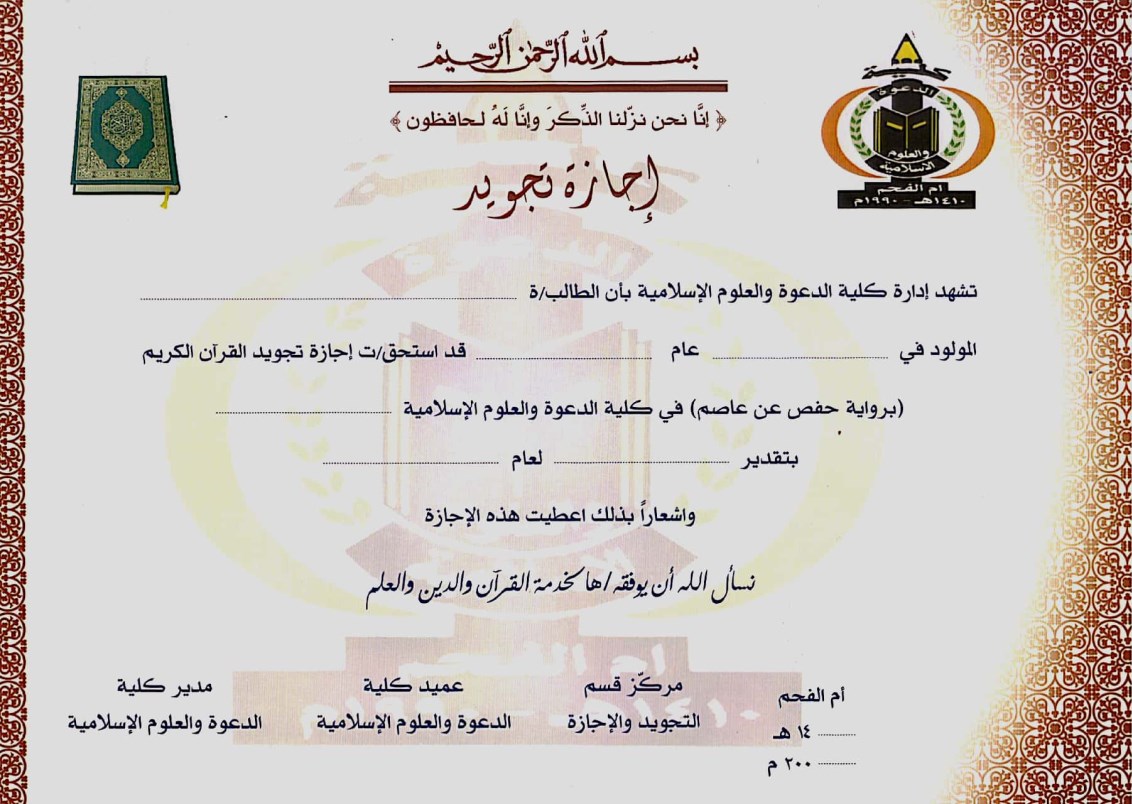 بسم الله الرحمن الرحيم
﴿ إنَّا نحن نزّلنا الذِّكرَ وإنَّا لَهُ لحافظون ﴾
إجازة تجويد
كلية
الدعوة
والعلوم
الاسلامية
ام الفحم
١٤١٠هـ - ١٩٩٠م
تشهد إدارة كلية الدعوة والعلوم الإسلامية بأن الطالب/ة
المولود في عام قد استحق/ت إجازة تجويد القرآن الكريم
(برواية حفص عن عاصم) في كلية الدعوة والعلوم الإسلامية
بتقدير لعام
واشعاراً بذلك اعطيت هذه الإجازة
نسأل الله أن يوفقه/ها لخدمة القرآن والدين والعلم
أم الفحم
١٤ هـ
٢٠٠ م
مركّز قسم
التجويد والإجازة
عميد كلية
الدعوة والعلوم الإسلامية
مدير كلية
الدعوة والعلوم الإسلامية